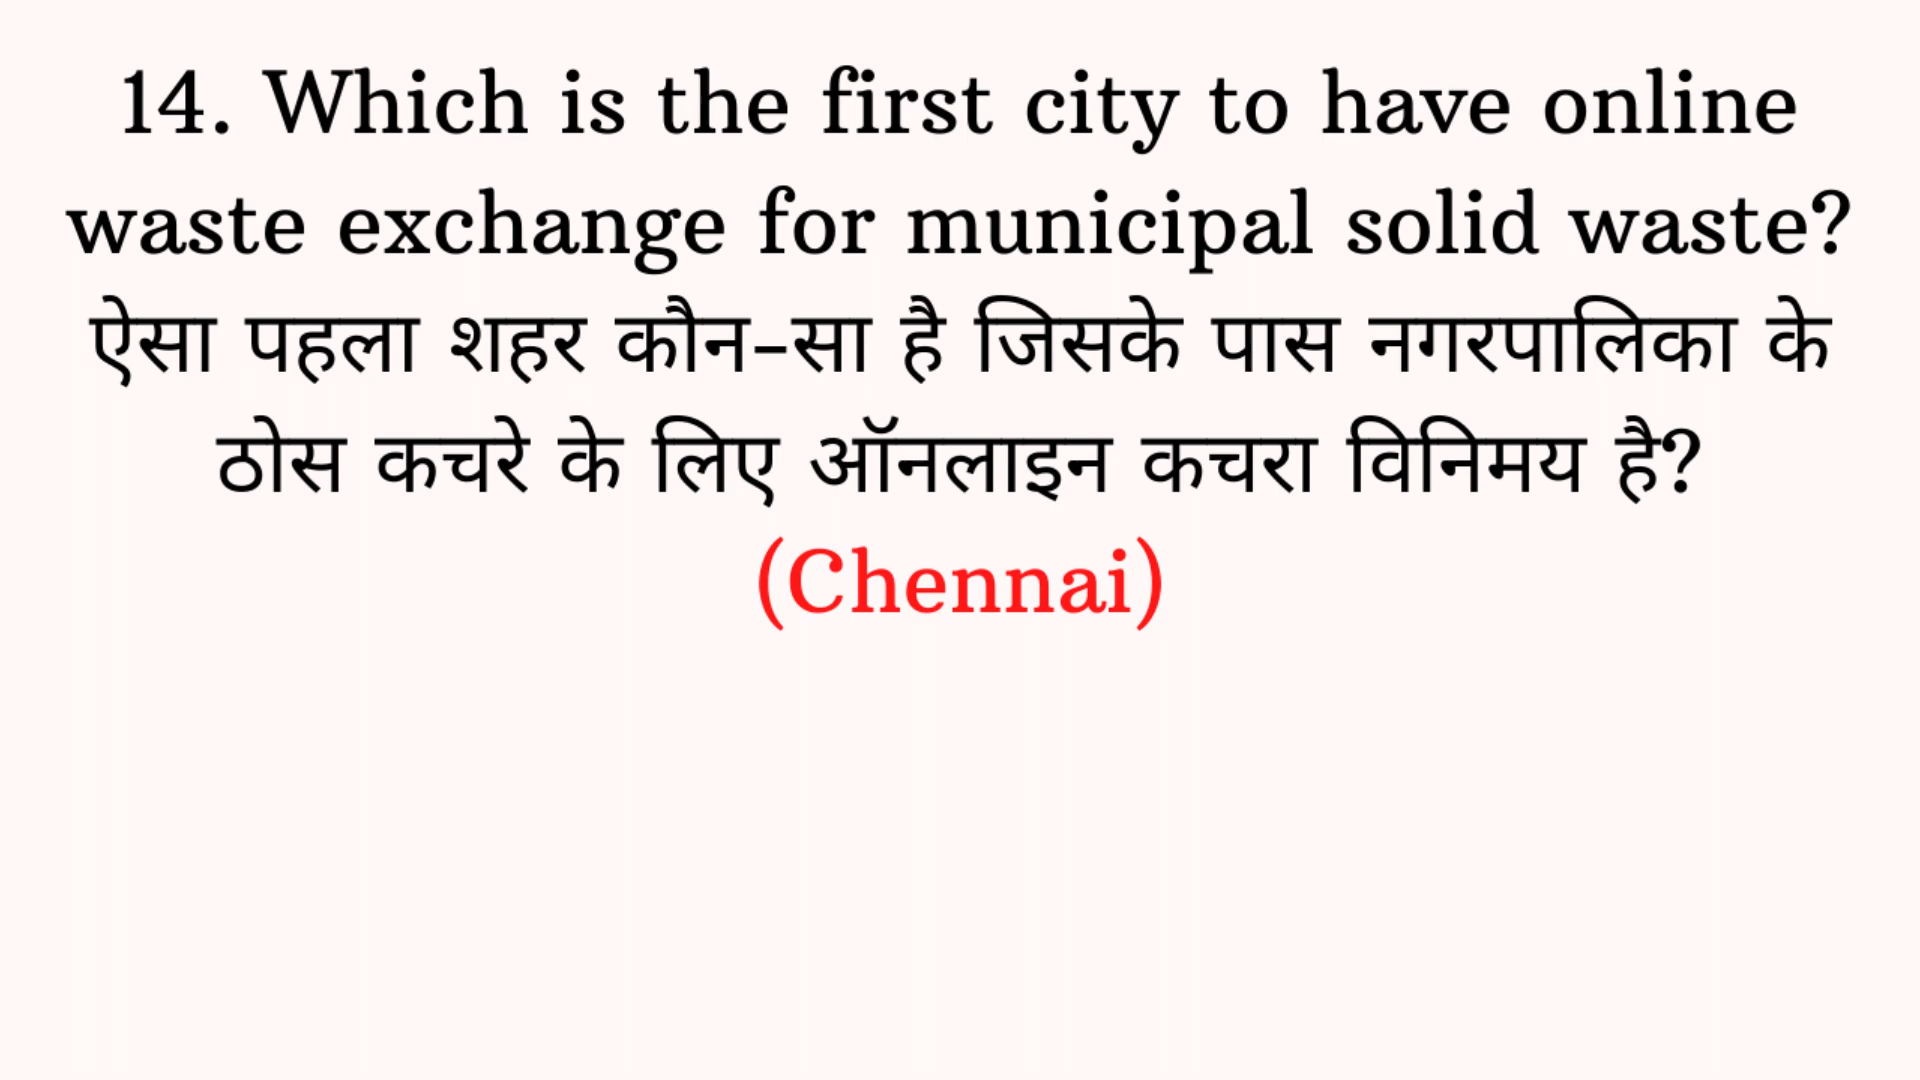 14. Which is the first city to have online
waste exchange for municipal solid waste?
ऐसा पहला शहर कौन-सा है जिसके पास नगरपालिका के
ठोस कचरे के लिए ऑनलाइन कचरा विनिमय है?
(Chennai)